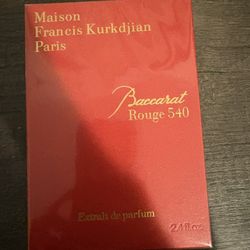 Maison
Francis Kurkdjian
Paris
Baccarat
Rouge 540
Extrait de parfum
2.4 fl.oz.